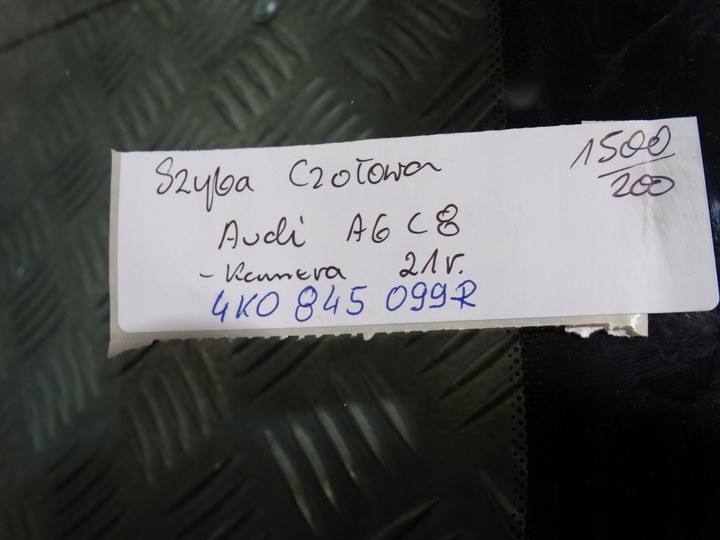 Szyba Czołowa
1500
200
Audi A6 C8
- Kamera 21r.
4K0 845 099R